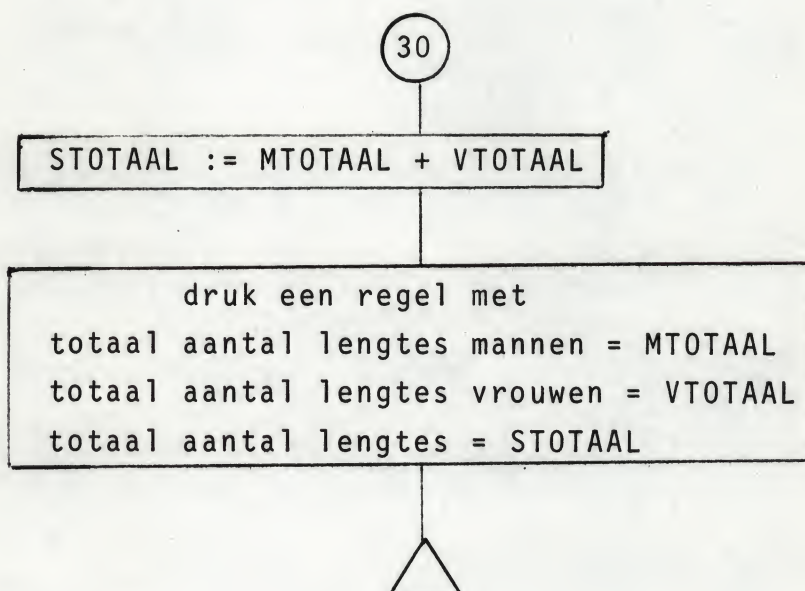 30
STOTAAL := MTOTAAL + VTOTAAL
druk een regel met
totaal aantal lengtes mannen = MTOTAAL
totaal aantal lengtes vrouwen = VTOTAAL
totaal aantal lengtes = STOTAAL